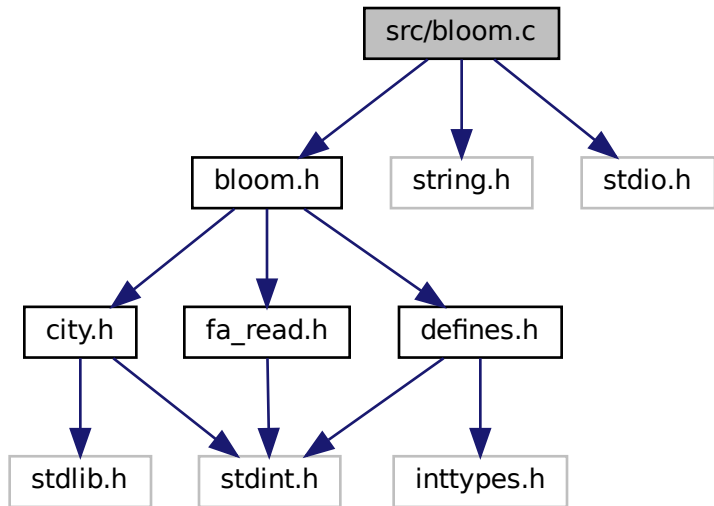 src/bloom.c
bloom.h
string.h
stdio.h
city.h
fa_read.h
defines.h
stdlib.h
stdint.h
inttypes.h